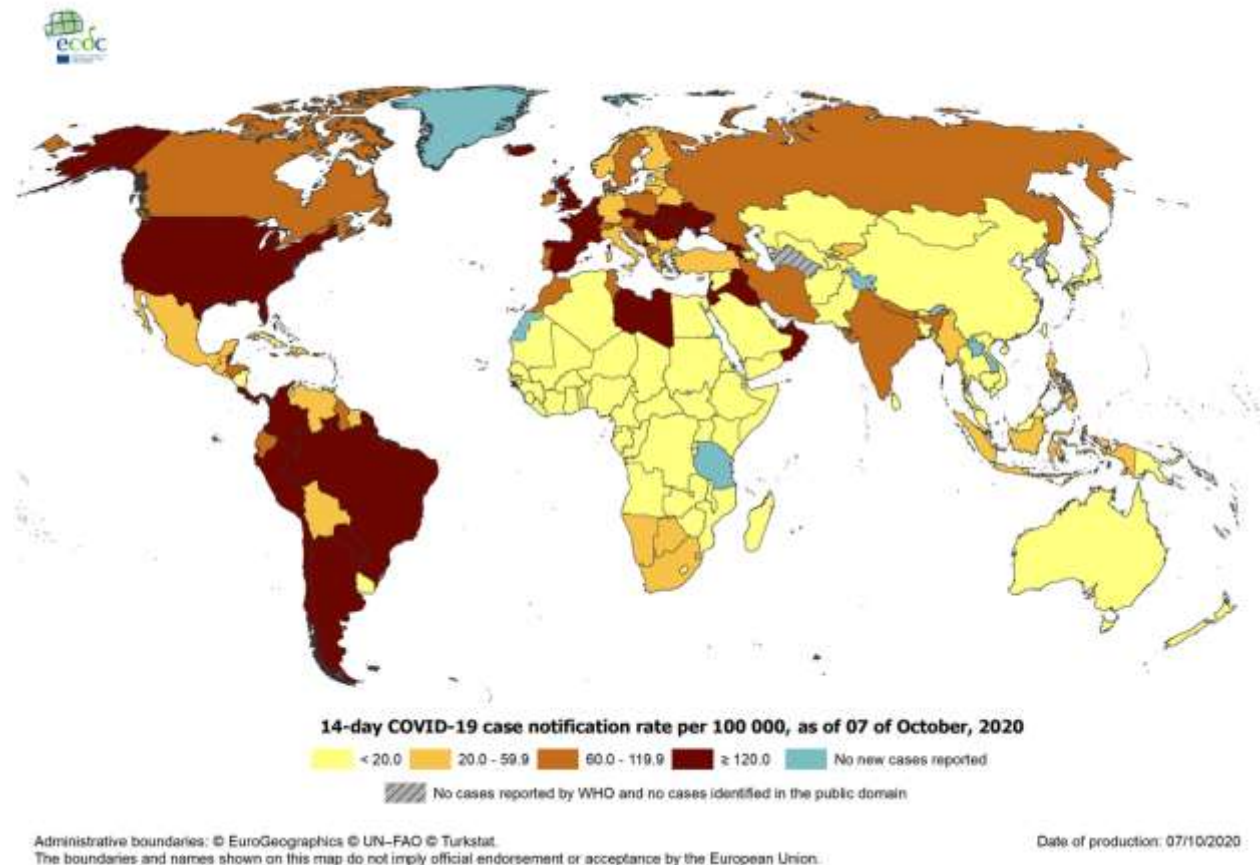 ecdc
14-day COVID-19 case notification rate per 100 000, as of 07 of October, 2020
< 20.0 20.0 - 59.9 60.0 - 119.9 ≥ 120.0 No new cases reported
No cases reported by WHO and no cases identified in the public domain
Administrative boundaries: © EuroGeographics © UN–FAO © Turkstat. Date of production: 07/10/2020
The boundaries and names shown on this map do not imply official endorsement or acceptance by the European Union.